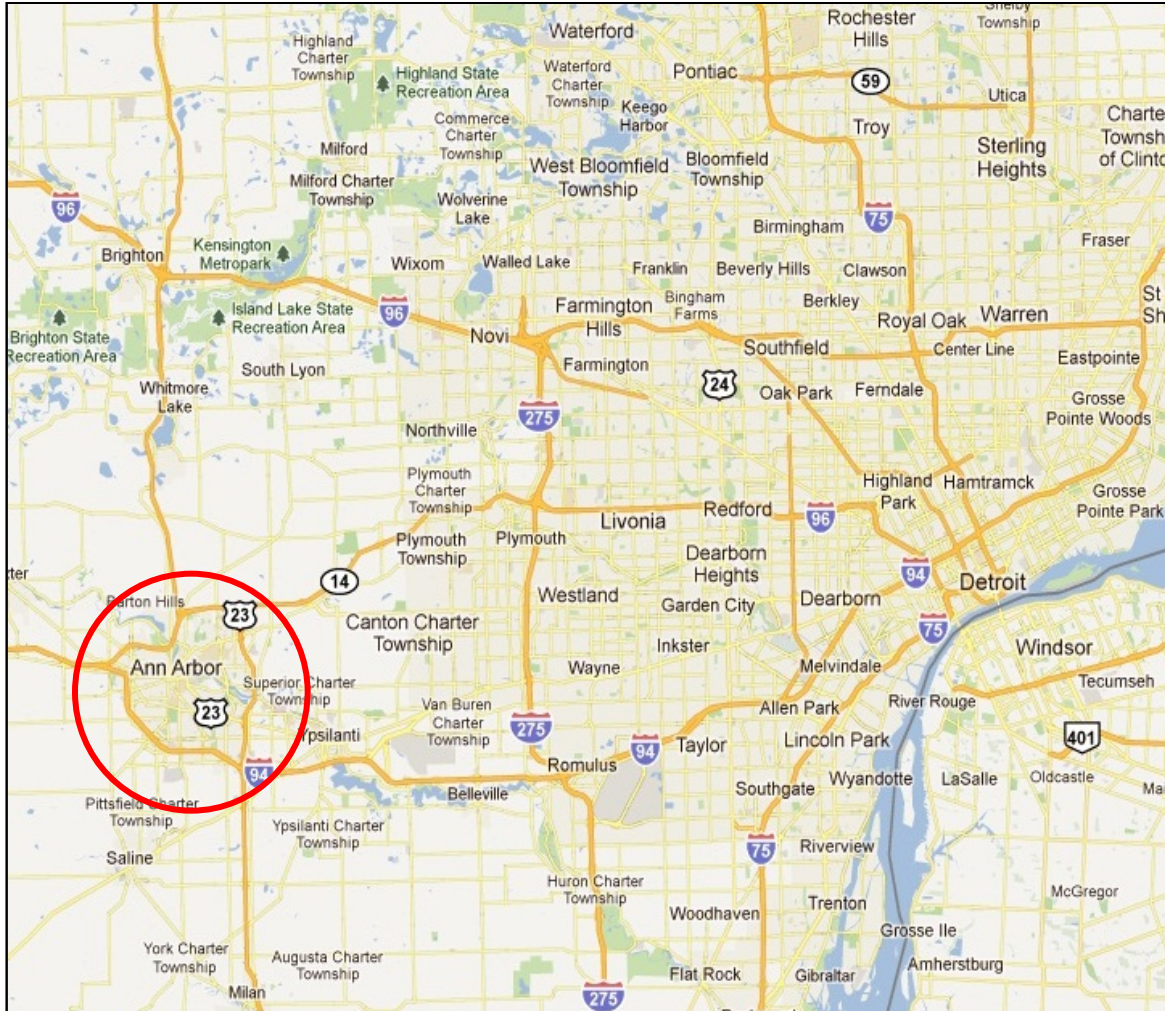 Waterford
Rochester
Hills
Shelby
Township
Highland
Charter
Township
Highland State
Recreation Area
Waterford
Charter
Township
Pontiac
59
Utica
Keego
Harbor
Commerce
Charter
Township
Troy
Charte
Townsh
of Clinto
Sterling
Heights
Milford
West Bloomfield
Township
Bloomfield
Township
Milford Charter
Township
Wolverine
Lake
96
75
Birmingham
Fraser
Brighton
Kensington
Metropark
Wixom
Walled Lake
Franklin
Beverly Hills
Clawson
Island Lake State
Recreation Area
96
Farmington
Hills
Bingham
Farms
Berkley
St
Sh
Royal Oak
Warren
Brighton State
Recreation Area
Novi
Southfield
Center Line
Eastpointe
South Lyon
Farmington
24
Oak Park
Ferndale
Whitmore
Lake
Grosse
Pointe Woods
275
Northville
Plymouth
Charter
Township
Highland
Park
Hamtramck
Grosse
Pointe Park
Livonia
Redford
96
Plymouth
Township
Plymouth
Dearborn
Heights
94
Detroit
ter
14
Barton Hills
23
Westland
Garden City
Dearborn
Canton Charter
Township
75
Inkster
Windsor
Ann Arbor
Wayne
Melvindale
Superior Charter
Township
Tecumseh
23
Van Buren
Charter
Township
Allen Park
River Rouge
Ypsilanti
275
94
Taylor
Lincoln Park
401
Romulus
94
Wyandotte
LaSalle
Oldcastle
Belleville
Southgate
Ma
Pittsfield Charter
Township
Ypsilanti Charter
Township
75
Riverview
Saline
Huron Charter
Township
McGregor
Woodhaven
Trenton
Grosse Ile
York Charter
Township
Augusta Charter
Township
Flat Rock
Gibraltar
Amherstburg
Milan
275